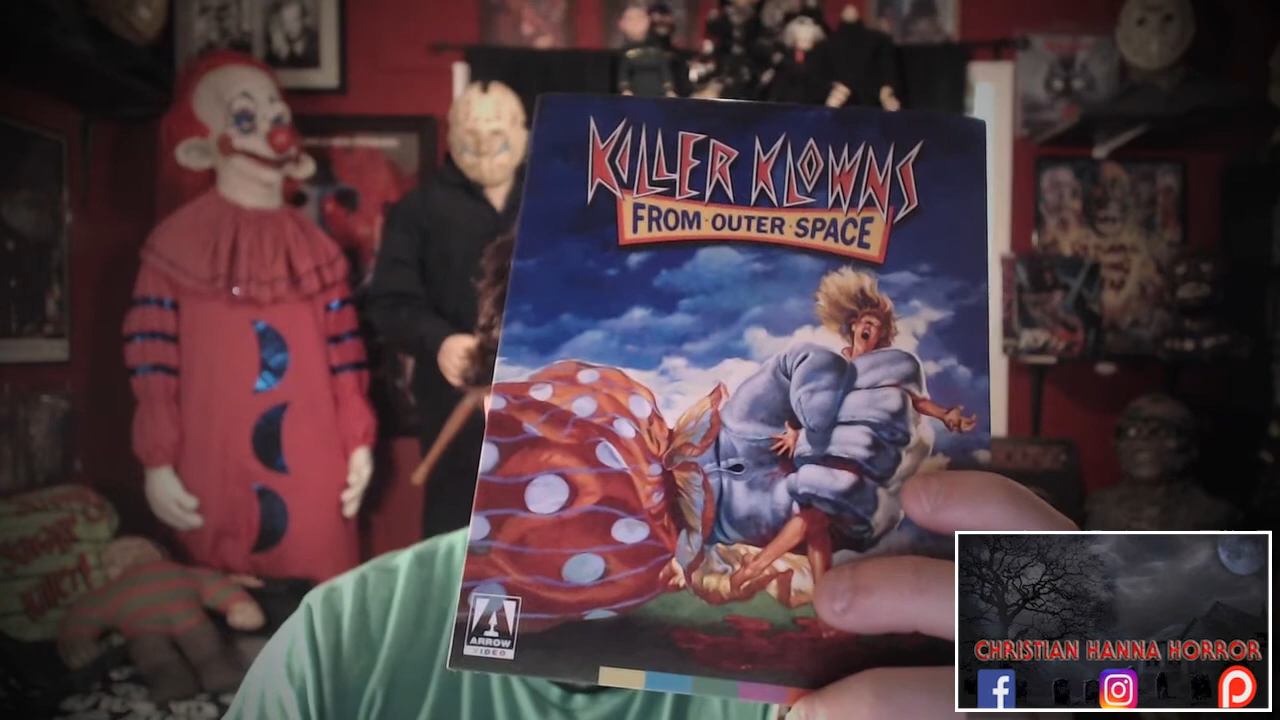 KILLER KLOWNS
FROM·OUTER·SPACE
ARROW
VIDEO
CHRISTIAN HANNA HORROR